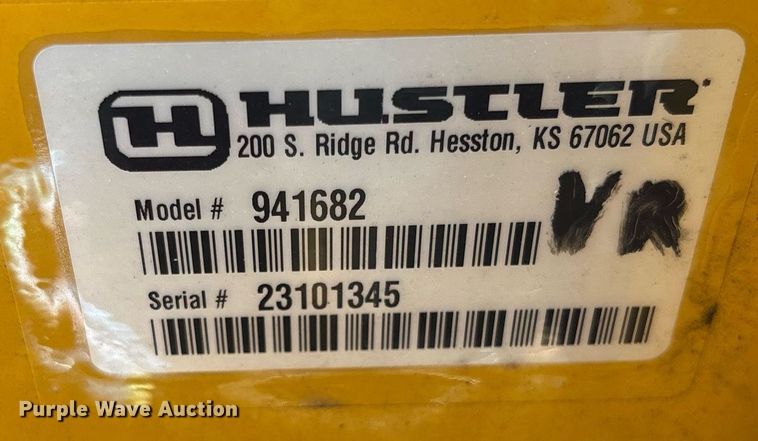 H HUSTLER
200 S. Ridge Rd. Hesston, KS 67062 USA
Model # 941682
VR
Serial # 23101345
Purple Wave Auction